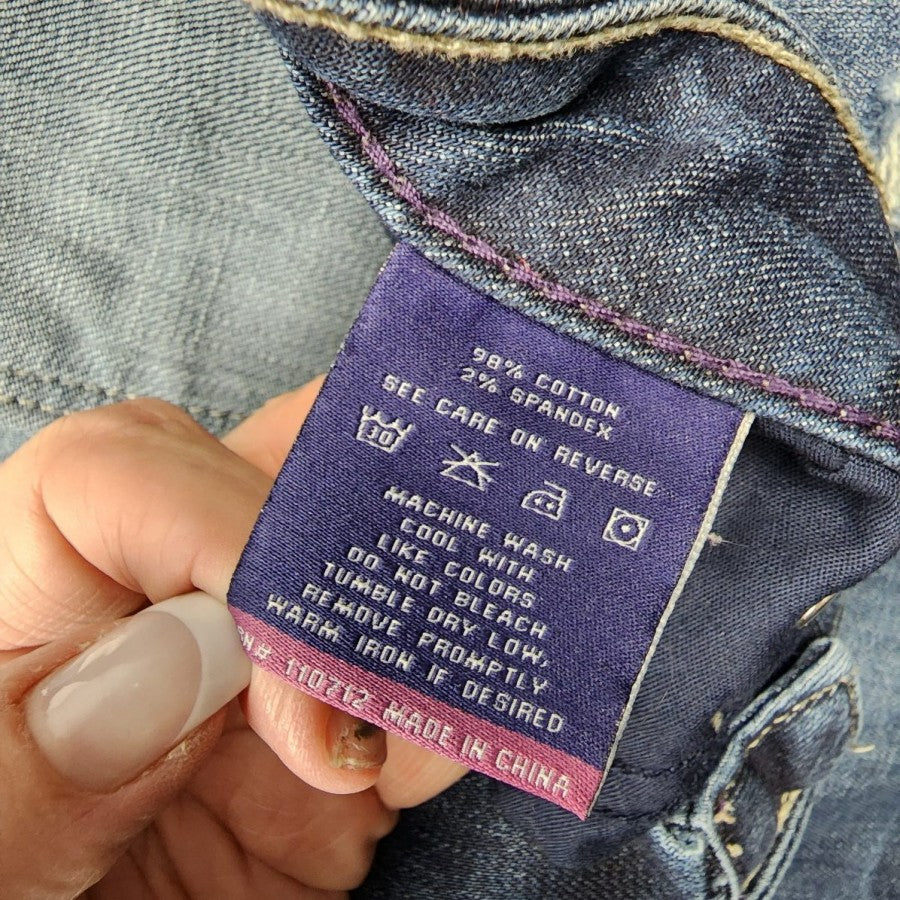 98% COTTON
2% SPANDEX
SEE CARE ON REVERSE
30
MACHINE WASH
COOL WITH
LIKE COLORS
DO NOT BLEACH
TUMBLE DRY LOW,
REMOVE PROMPTLY
WARM IRON IF DESIRED
N# 110712 MADE IN CHINA